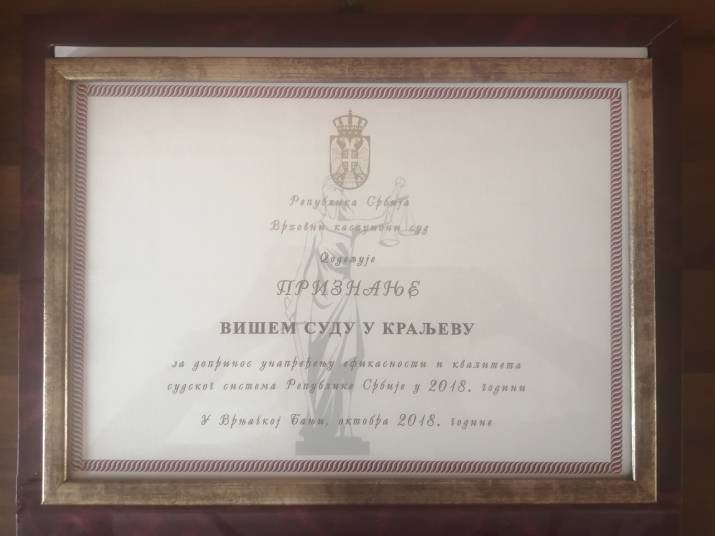 Република Србија
Врховни касациони суд
Додељује
ПРИЗНАЊЕ
ВИШЕМ СУДУ У КРАЉЕВУ
за допринос унапређењу ефикасности и квалитета
судског система Републике Србије у 2018. години
У Врњачкој Бањи, октобра 2018. године